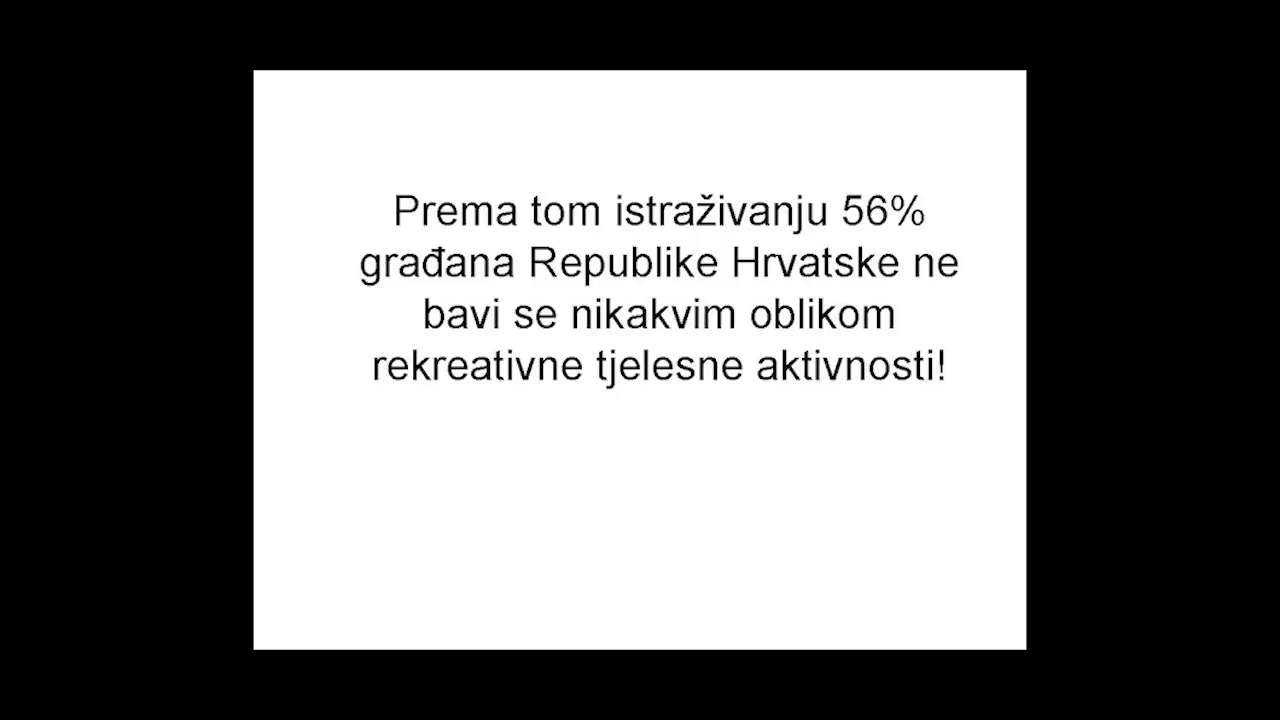 Prema tom istraživanju 56%
građana Republike Hrvatske ne
bavi se nikakvim oblikom
rekreativne tjelesne aktivnosti!